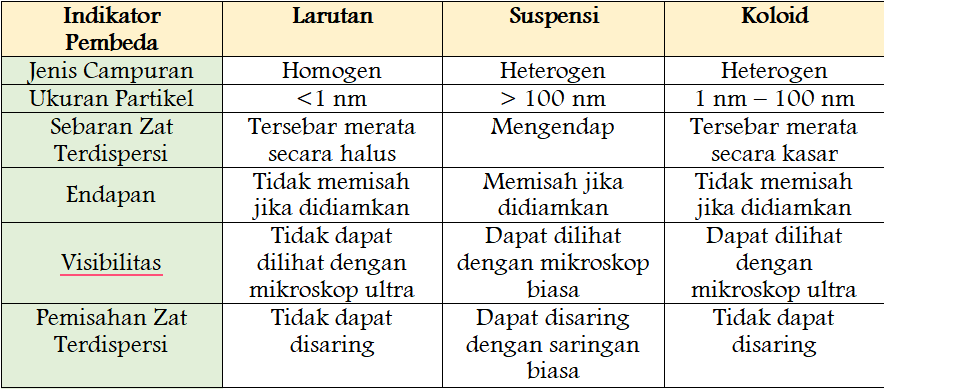 Indikator Pembeda Larutan Suspensi Koloid
Jenis Campuran Homogen Heterogen Heterogen
Ukuran Partikel <1 nm > 100 nm 1 nm – 100 nm
Sebaran Zat Tersebar merata Mengendap Tersebar merata
Terdispersi secara halus secara kasar
Endapan Tidak memisah Memisah jika Tidak memisah
jika didiamkan didiamkan jika didiamkan
Visibilitas Tidak dapat Dapat dilihat Dapat dilihat
dilihat dengan dengan mikroskop dengan
mikroskop ultra biasa mikroskop ultra
Pemisahan Zat Tidak dapat Dapat disaring Tidak dapat
Terdispersi disaring dengan saringan disaring
biasa